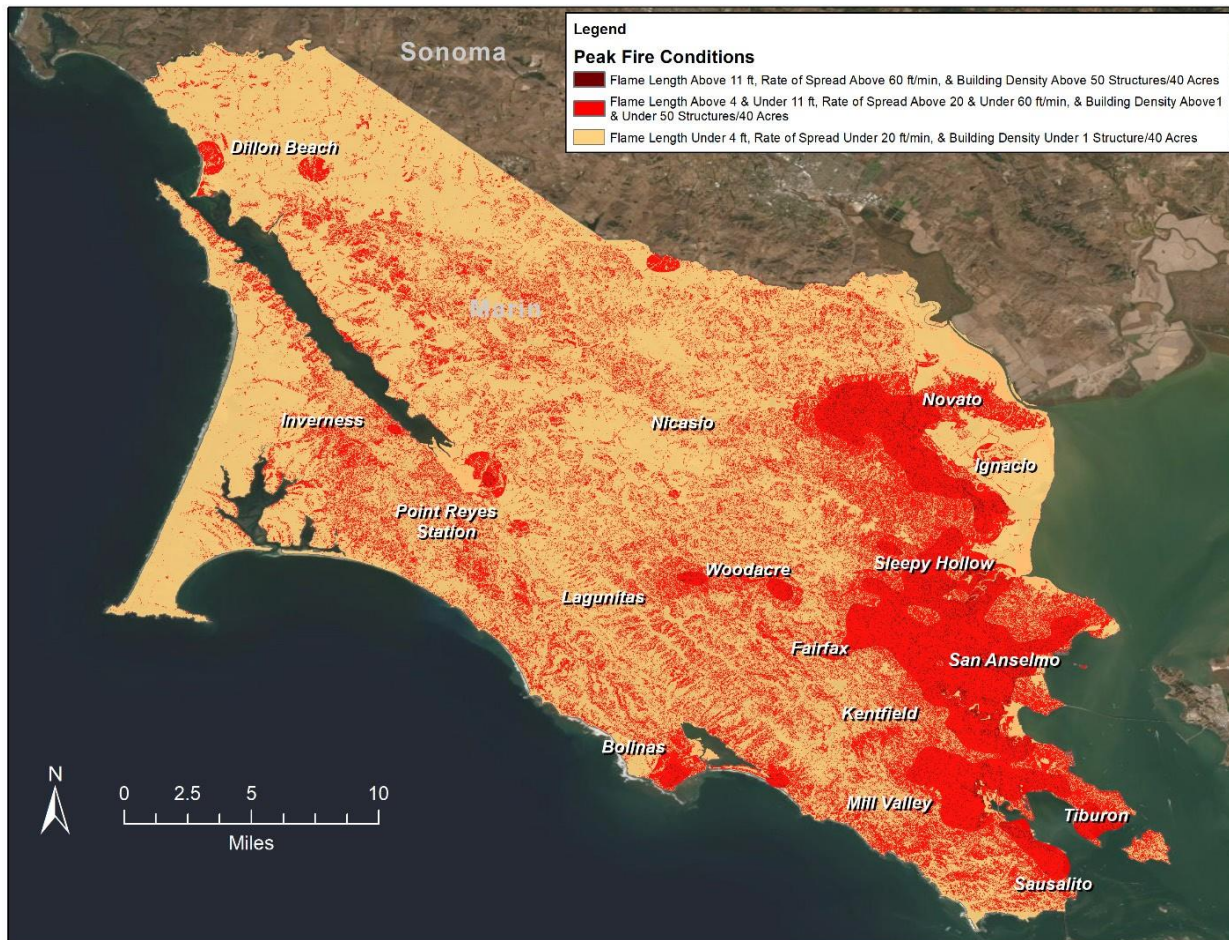 Legend
Peak Fire Conditions
Flame Length Above 11 ft, Rate of Spread Above 60 ft/min, & Building Density Above 50 Structures/40 Acres
Flame Length Above 4 & Under 11 ft, Rate of Spread Above 20 & Under 60 ft/min, & Building Density Above1
& Under 50 Structures/40 Acres
Flame Length Under 4 ft, Rate of Spread Under 20 ft/min, & Building Density Under 1 Structure/40 Acres
Sonoma
Dillon Beach
Marin
Novato
Inverness
Nicasio
Ignacio
Point Reyes
Station
Sleepy Hollow
Woodacre
Lagunitas
Fairfax
San Anselmo
Kentfield
Bolinas
Mill Valley
Tiburon
Sausalito
N
0 2.5 5 10
Miles